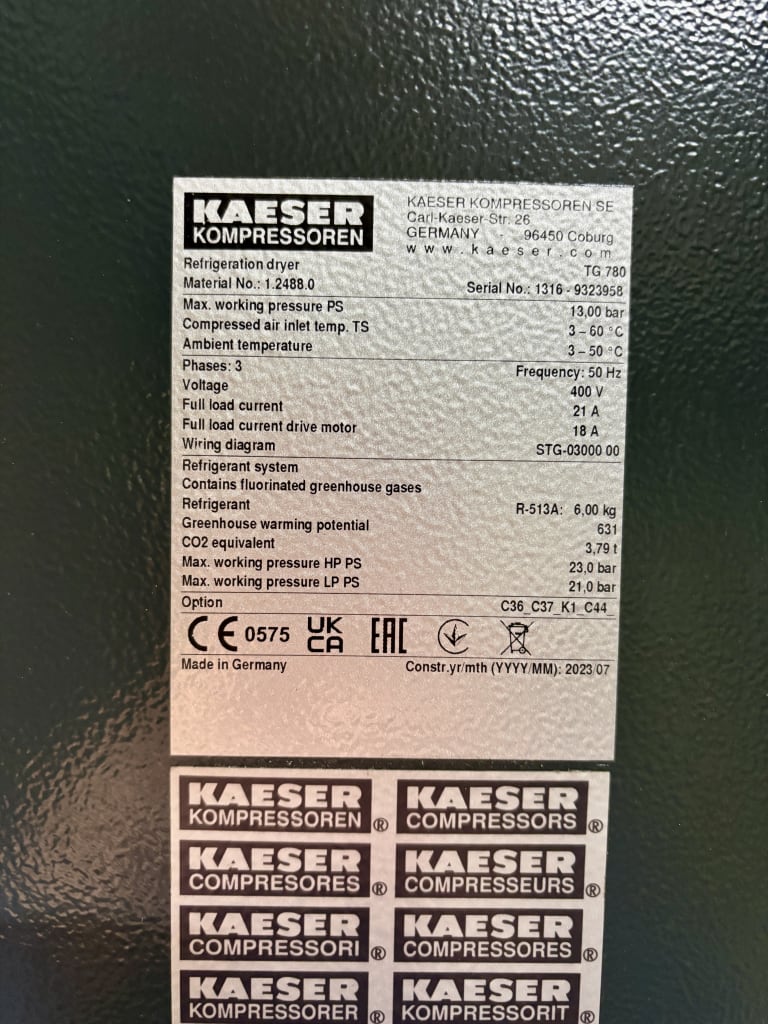 KAESER
KOMPRESSOREN
KAESER KOMPRESSOREN SE
Carl-Kaeser-Str. 26
GERMANY - 96450 Coburg
www.kaeser.com
Refrigeration dryer TG 780
Material No.: 1.2488.0 Serial No.: 1316 - 9323958
Max. working pressure PS 13,00 bar
Compressed air inlet temp. TS 3 – 60 °C
Ambient temperature 3 – 50 °C
Phases: 3 Frequency: 50 Hz
Voltage 400 V
Full load current 21 A
Full load current drive motor 18 A
Wiring diagram STG-03000 00
Refrigerant system
Contains fluorinated greenhouse gases
Refrigerant R-513A: 6,00 kg
Greenhouse warming potential 631
CO2 equivalent 3,79 t
Max. working pressure HP PS 23,0 bar
Max. working pressure LP PS 21,0 bar
Option C36_C37_K1_C44_
CE 0575 UK CA EAC
Made in Germany Constr.yr/mth (YYYY/MM): 2023/07
KAESER KAESER
KOMPRESSOREN ® COMPRESSORS ®
KAESER KAESER
COMPRESORES ® COMPRESSEURS ®
KAESER KAESER
COMPRESSORI ® COMPRESSORES ®
KAESER KAESER
KOMPRESSORER ® KOMPRESSORIT ®